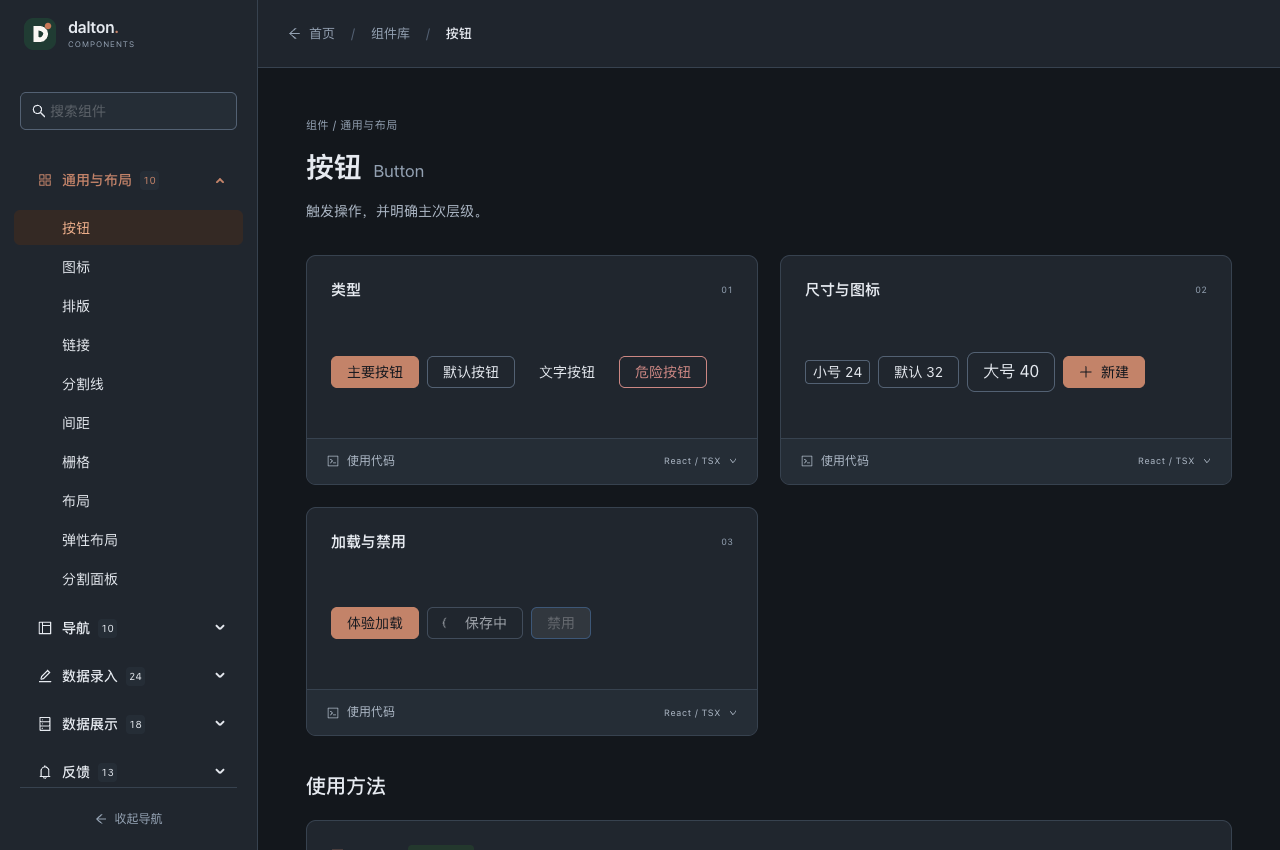 dalton.
COMPONENTS
搜索组件
通用与布局 10
按钮
图标
排版
链接
分割线
间距
栅格
布局
弹性布局
分割面板
导航 10
数据录入 24
数据展示 18
反馈 13
收起导航
首页 / 组件库 / 按钮
组件 / 通用与布局
按钮 Button
触发操作，并明确主次层级。
类型 01
主要按钮 默认按钮 文字按钮 危险按钮
使用代码 React / TSX
尺寸与图标 02
小号 24 默认 32 大号 40 新建
使用代码 React / TSX
加载与禁用 03
体验加载 保存中 禁用
使用代码 React / TSX
使用方法